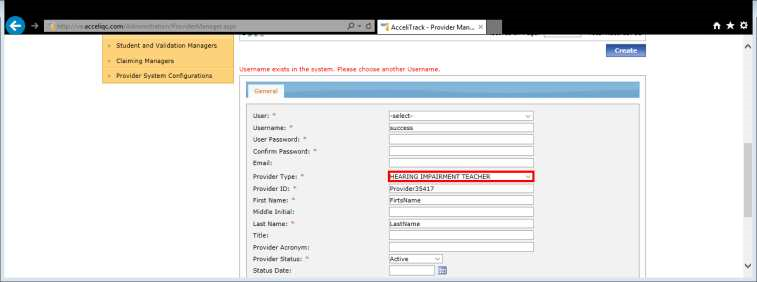 http://ve.acceliqc.com/Administration/ProviderManager.aspx
AcceliTrack - Provider Man...
Student and Validation Managers
Claiming Managers
Provider System Configurations
Create
Username exists in the system. Please choose another Username.
General
User: * -select-
Username: * success
User Password: *
Confirm Password: *
Email:
Provider Type: * HEARING IMPAIRMENT TEACHER
Provider ID: * Provider35417
First Name: * FirtsName
Middle Initial:
Last Name: * LastName
Title:
Provider Acronym:
Provider Status: * Active
Status Date: